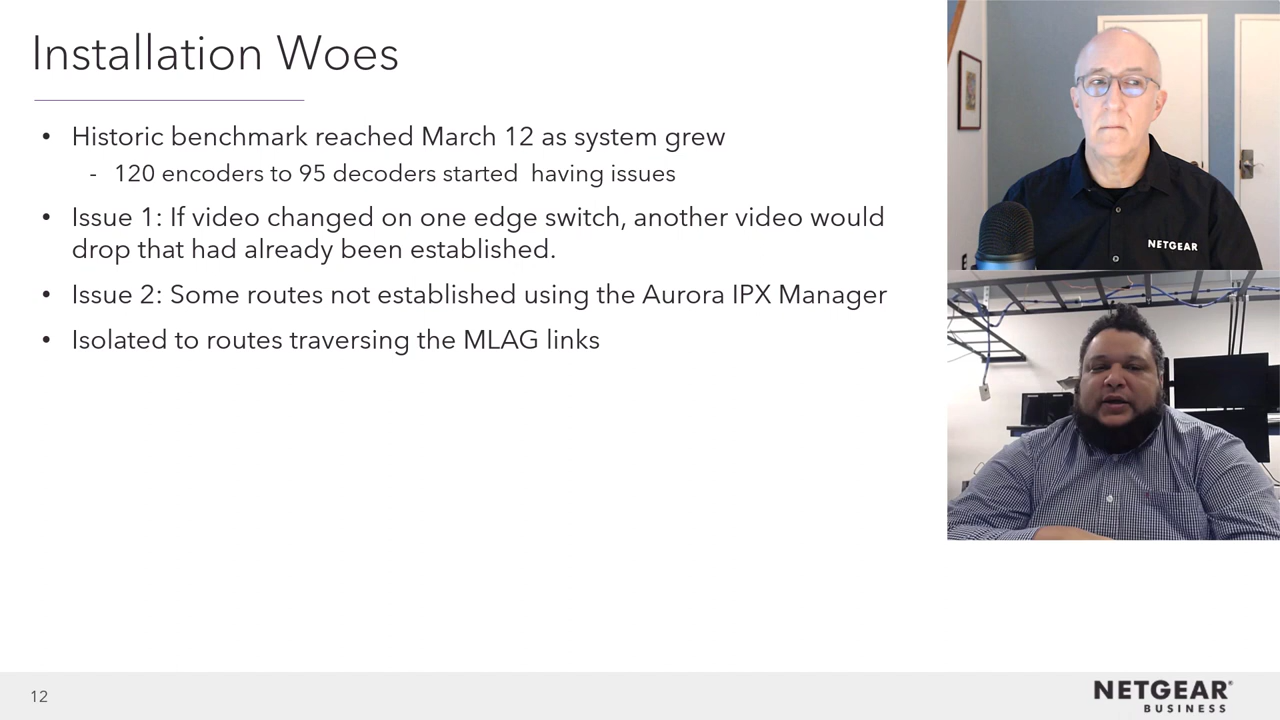 Installation Woes
• Historic benchmark reached March 12 as system grew
- 120 encoders to 95 decoders started  having issues
• Issue 1: If video changed on one edge switch, another video would
drop that had already been established.
• Issue 2: Some routes not established using the Aurora IPX Manager
• Isolated to routes traversing the MLAG links
NETGEAR
12
NETGEAR®
BUSINESS